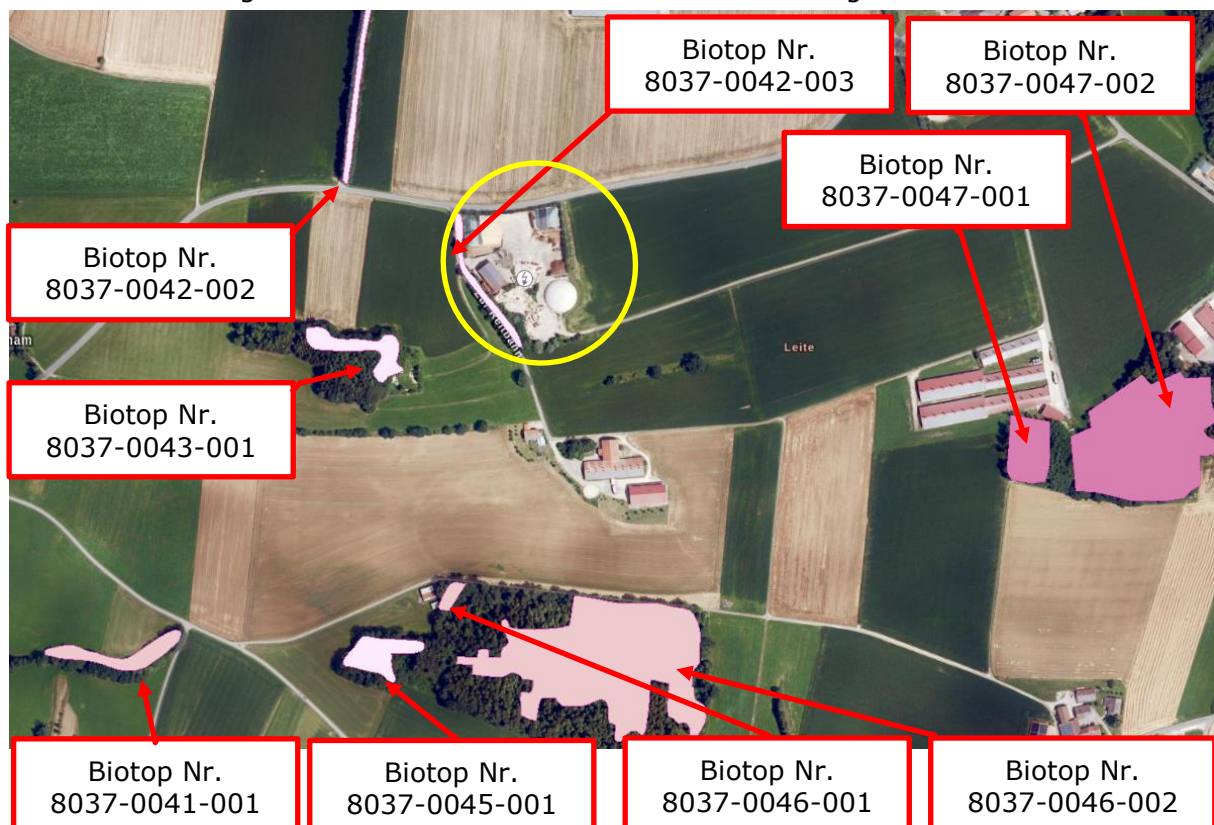 Biotop Nr.
8037-0042-003
Biotop Nr.
8037-0047-002
Biotop Nr.
8037-0047-001
Biotop Nr.
8037-0042-002
ham
Leite
Biotop Nr.
8037-0043-001
Biotop Nr.
8037-0041-001
Biotop Nr.
8037-0045-001
Biotop Nr.
8037-0046-001
Biotop Nr.
8037-0046-002